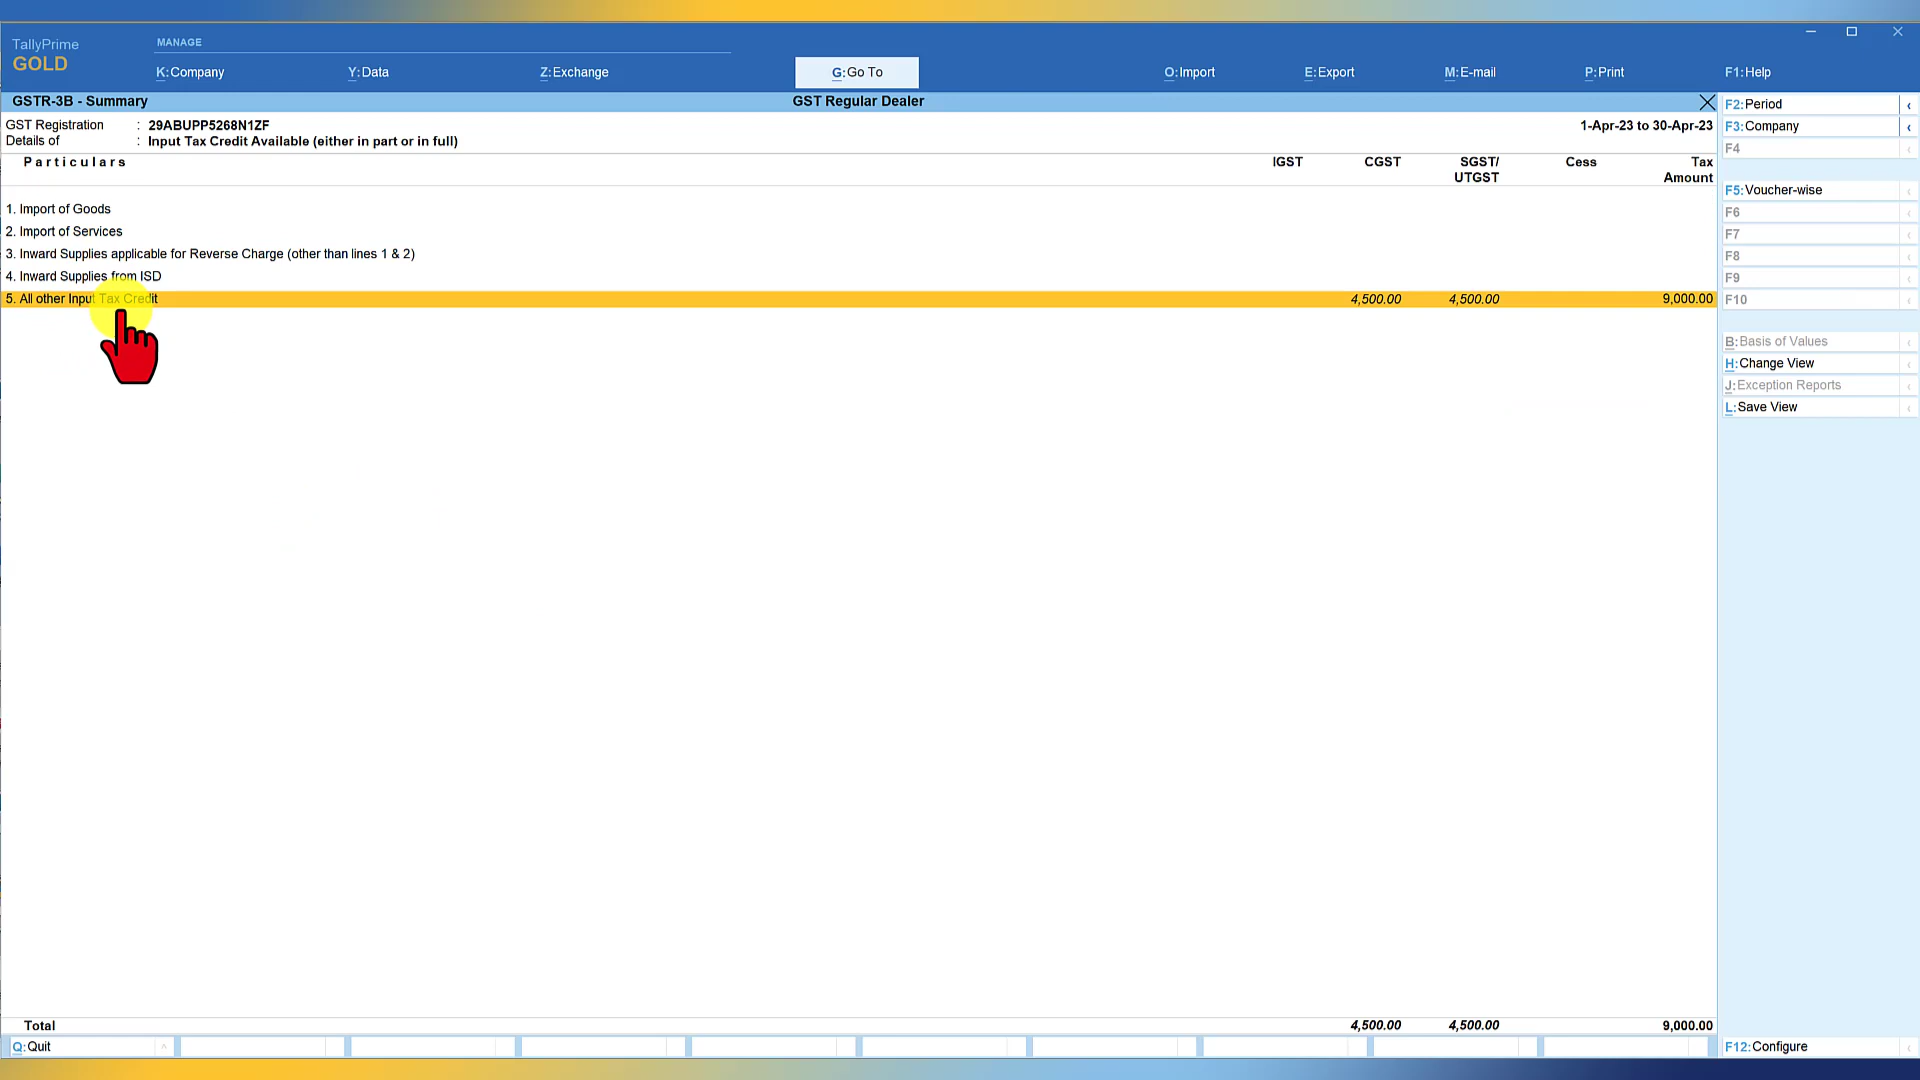 TallyPrime
GOLD
MANAGE
K:Company
Y:Data
Z:Exchange
G:Go To
O:Import
E:Export
M:E-mail
P:Print
F1:Help
GSTR-3B - Summary
GST Regular Dealer
GST Registration : 29ABUPP5268N1ZF
1-Apr-23 to 30-Apr-23
Details of : Input Tax Credit Available (either in part or in full)
Particulars IGST CGST SGST/ Cess Tax
UTGST Amount
1. Import of Goods
2. Import of Services
3. Inward Supplies applicable for Reverse Charge (other than lines 1 & 2)
4. Inward Supplies from ISD
5. All other Input Tax Credit 4,500.00 4,500.00 9,000.00
Total 4,500.00 4,500.00 9,000.00
Q:Quit
F2:Period
F3:Company
F4
F5:Voucher-wise
F6
F7
F8
F9
F10
B:Basis of Values
H:Change View
J:Exception Reports
L:Save View
F12:Configure